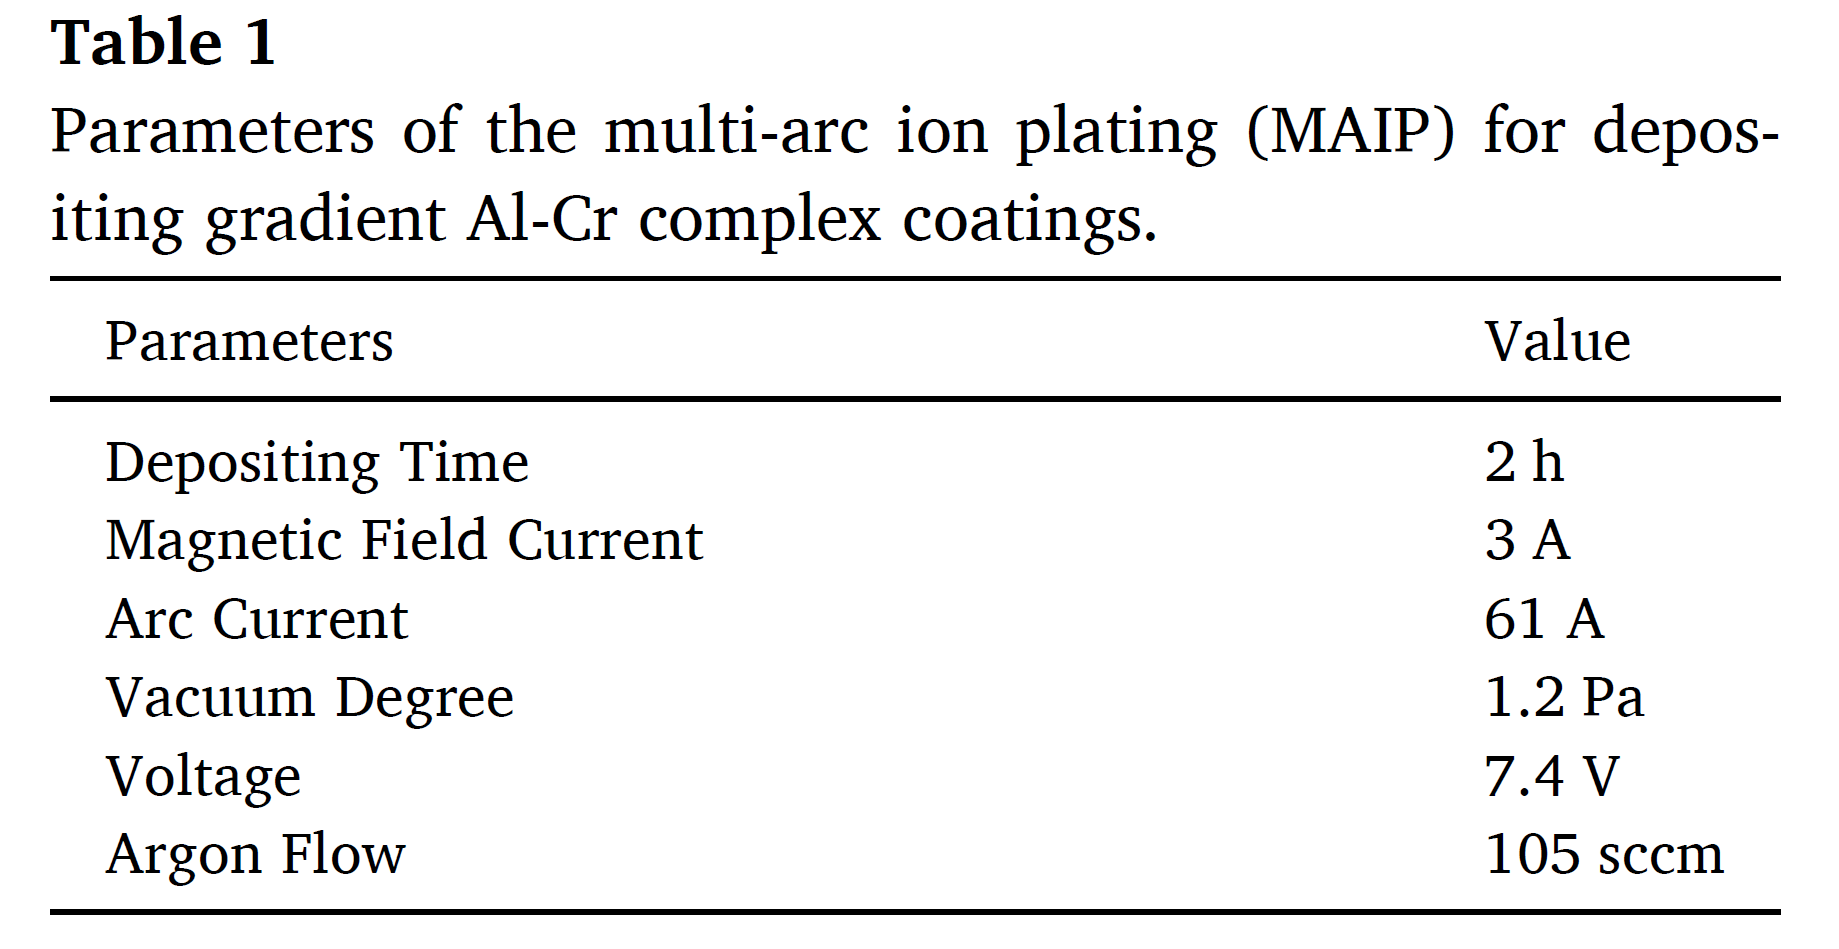 Table 1
Parameters of the multi-arc ion plating (MAIP) for depos-
iting gradient Al-Cr complex coatings.
Parameters Value
Depositing Time 2 h
Magnetic Field Current 3 A
Arc Current 61 A
Vacuum Degree 1.2 Pa
Voltage 7.4 V
Argon Flow 105 sccm